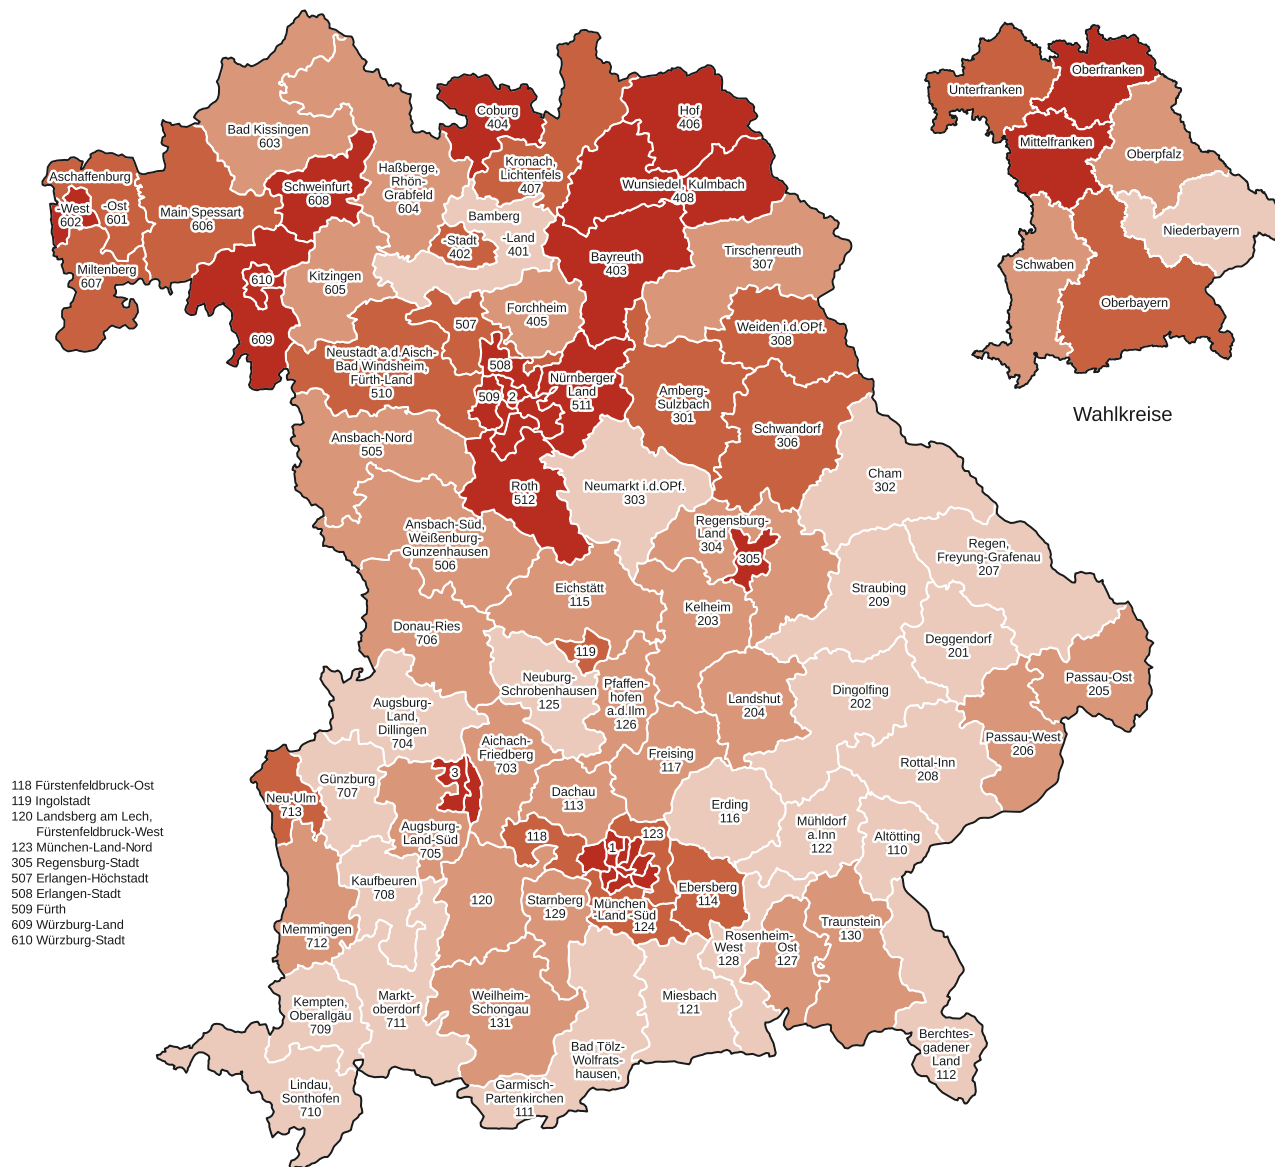 Bad Kissingen
603
Coburg
404
Hof
406
Kronach,
Lichtenfels
407
Haßberge,
Rhön-
Grabfeld
604
Schweinfurt
608
Wunsiedel, Kulmbach
408
Aschaffenburg
-West
602
-Ost
601
Main Spessart
606
Bamberg
-Stadt
402
-Land
401
Bayreuth
403
Tirschenreuth
307
Miltenberg
607
610
Kitzingen
605
Forchheim
405
507
609
Weiden i.d.OPf.
308
Neustadt a.d.Aisch-
Bad Windsheim,
Fürth-Land
510
508
509
2
Nürnberger
Land
511
Amberg-
Sulzbach
301
Schwandorf
306
Ansbach-Nord
505
Roth
512
Neumarkt i.d.OPf.
303
Cham
302
Ansbach-Süd,
Weißenburg-
Gunzenhausen
506
Regensburg-
Land
304
305
Regen,
Freyung-Grafenau
207
Eichstätt
115
Kelheim
203
Straubing
209
Donau-Ries
706
119
Deggendorf
201
Neuburg-
Schrobenhausen
125
Pfaffen-
hofen
a.d.Ilm
126
Landshut
204
Dingolfing
202
Passau-Ost
205
Augsburg-
Land,
Dillingen
704
Aichach-
Friedberg
703
Freising
117
Passau-West
206
Rottal-Inn
208
Günzburg
707
3
Neu-Ulm
713
Dachau
113
Erding
116
Mühldorf
a.Inn
122
Altötting
110
Augsburg-
Land-Süd
705
118
1
123
Kaufbeuren
708
120
Starnberg
129
München
-Land -Süd
124
Ebersberg
114
Memmingen
712
Rosenheim-
West
128
Ost
127
Traunstein
130
Kempten,
Oberallgäu
709
Markt-
oberdorf
711
Weilheim-
Schongau
131
Miesbach
121
Bad Tölz-
Wolfrats-
hausen,
Garmisch-
Partenkirchen
111
Lindau,
Sonthofen
710
Berchtes-
gadener
Land
112
118 Fürstenfeldbruck-Ost
119 Ingolstadt
120 Landsberg am Lech,
Fürstenfeldbruck-West
123 München-Land-Nord
305 Regensburg-Stadt
507 Erlangen-Höchstadt
508 Erlangen-Stadt
509 Fürth
609 Würzburg-Land
610 Würzburg-Stadt
Unterfranken
Oberfranken
Mittelfranken
Oberpfalz
Niederbayern
Schwaben
Oberbayern
Wahlkreise